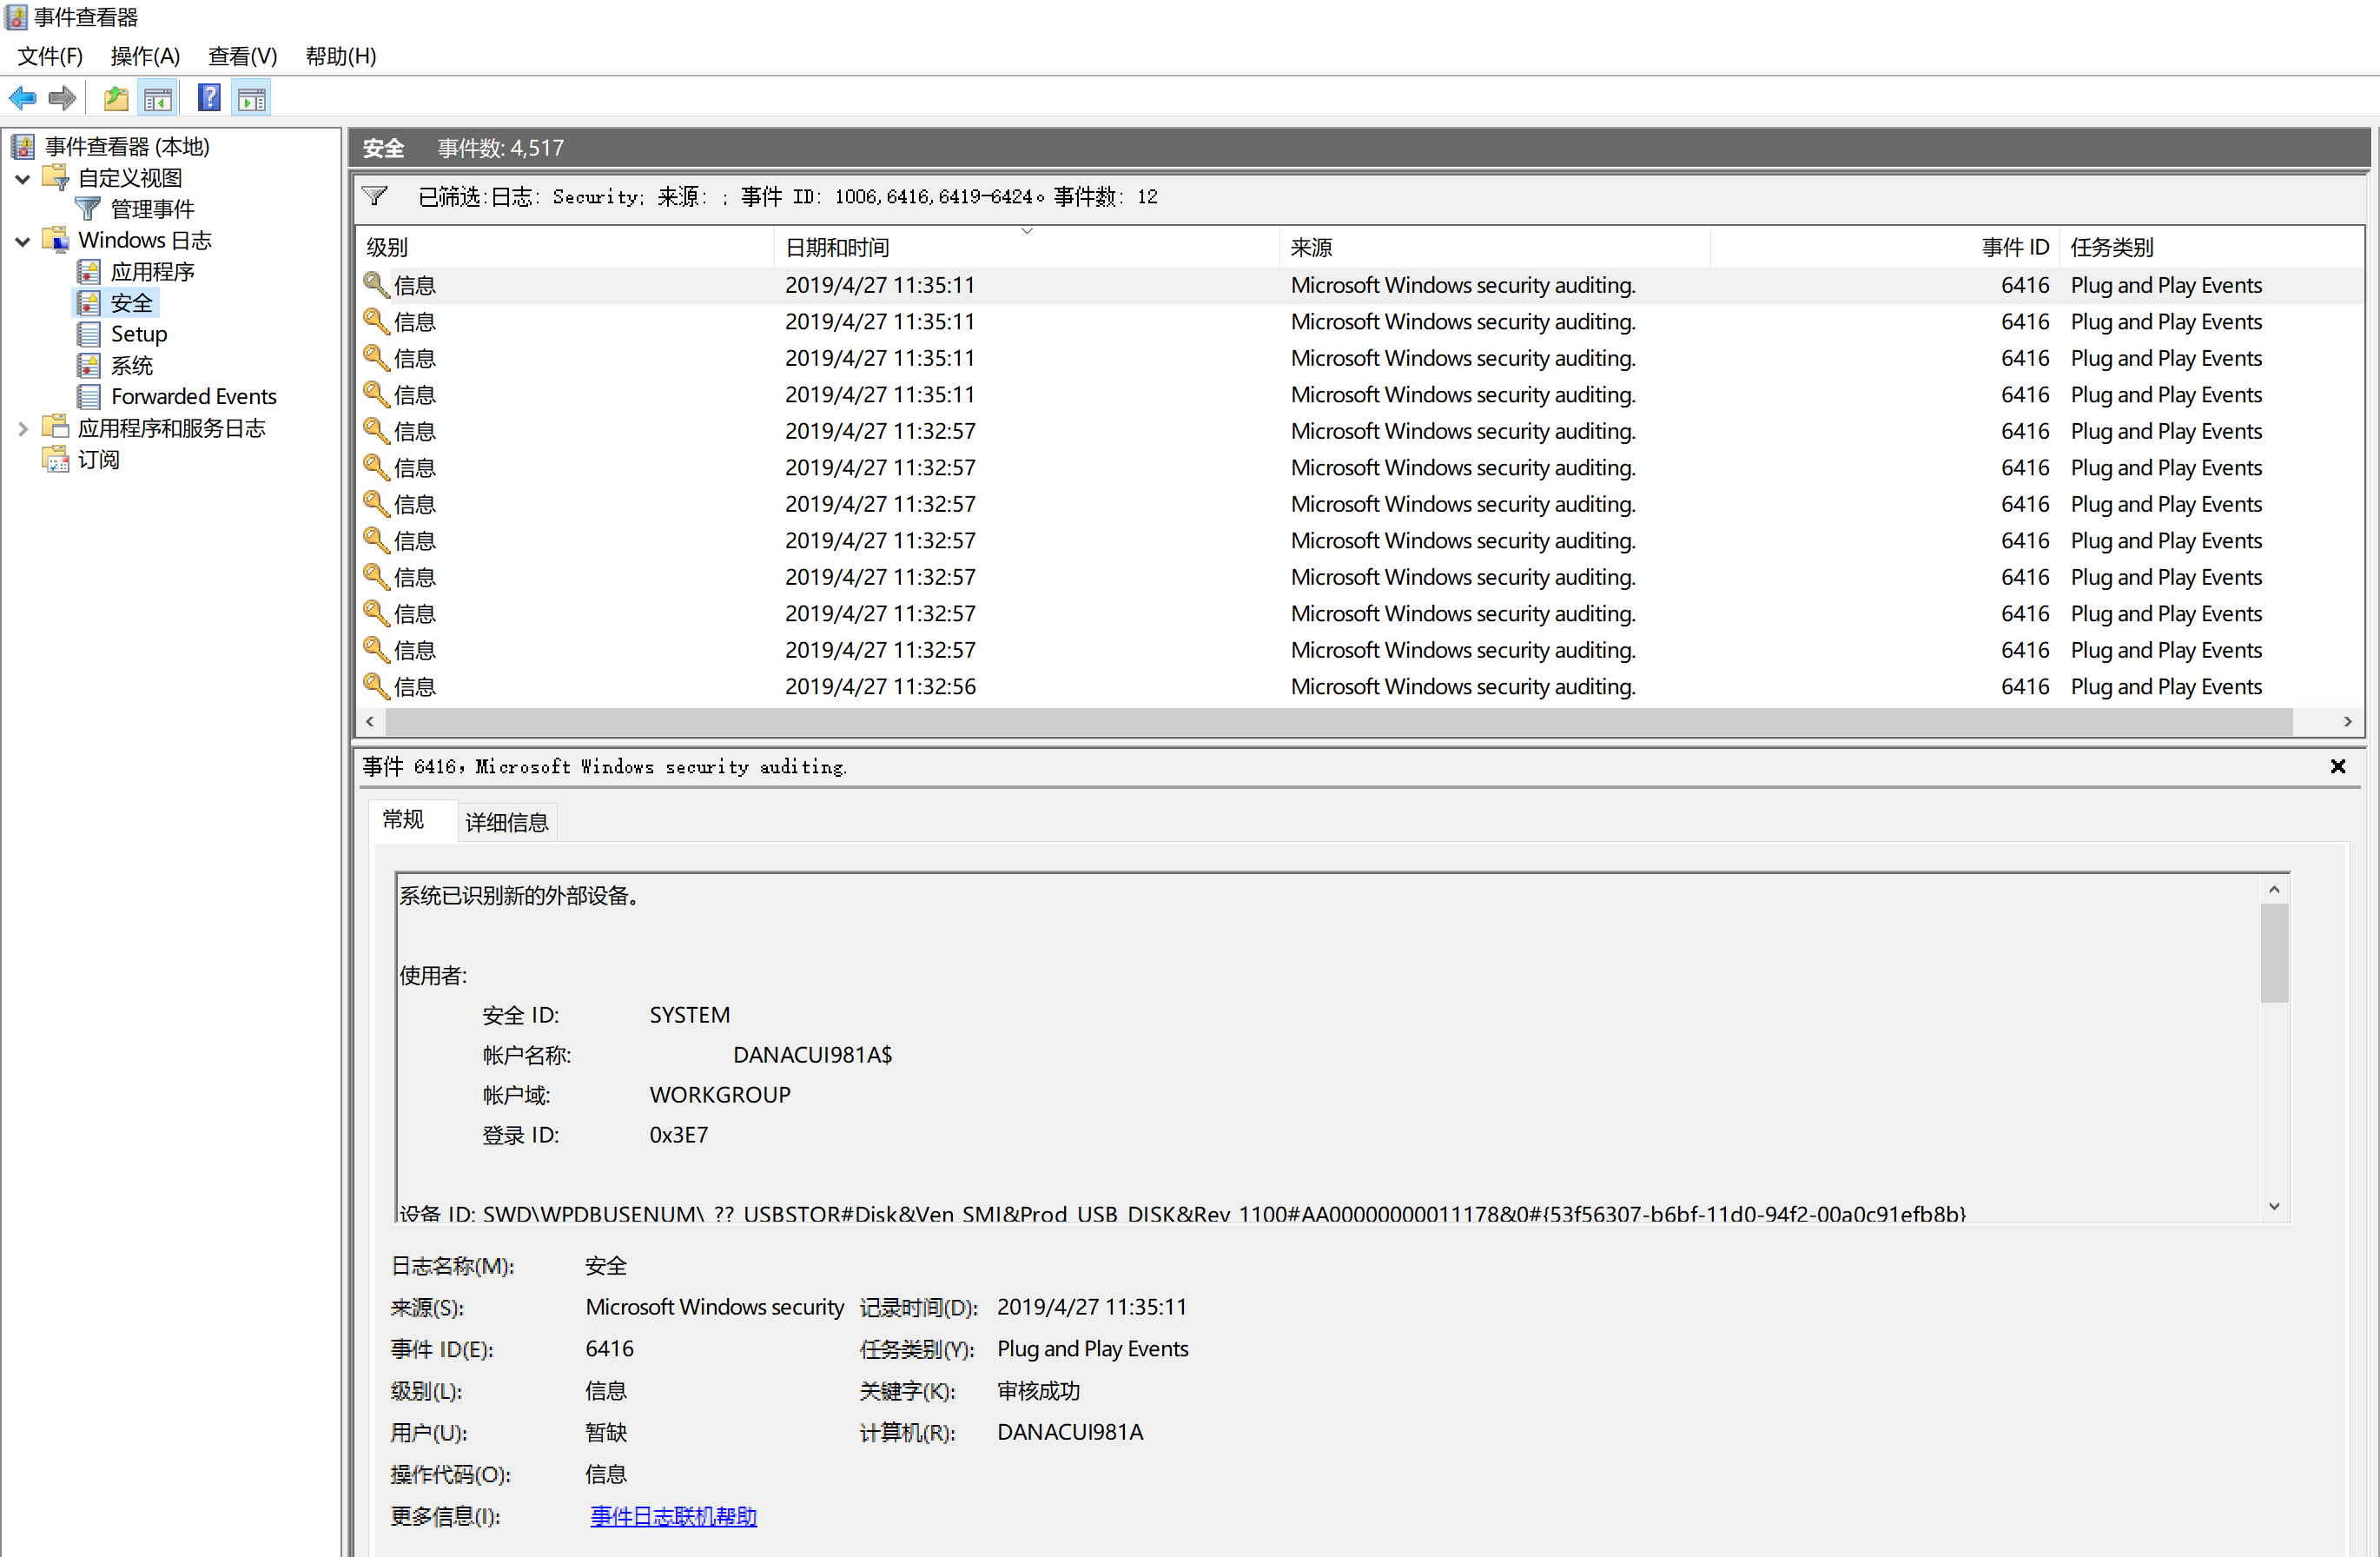 事件查看器
文件(F) 操作(A) 查看(V) 帮助(H)
事件查看器 (本地)
自定义视图
管理事件
Windows 日志
应用程序
安全
Setup
系统
Forwarded Events
应用程序和服务日志
订阅
安全 事件数: 4,517
已筛选:日志: Security; 来源: ; 事件 ID: 1006,6416,6419-6424。事件数: 12
级别 日期和时间 来源 事件 ID 任务类别
信息 2019/4/27 11:35:11 Microsoft Windows security auditing. 6416 Plug and Play Events
信息 2019/4/27 11:35:11 Microsoft Windows security auditing. 6416 Plug and Play Events
信息 2019/4/27 11:35:11 Microsoft Windows security auditing. 6416 Plug and Play Events
信息 2019/4/27 11:35:11 Microsoft Windows security auditing. 6416 Plug and Play Events
信息 2019/4/27 11:32:57 Microsoft Windows security auditing. 6416 Plug and Play Events
信息 2019/4/27 11:32:57 Microsoft Windows security auditing. 6416 Plug and Play Events
信息 2019/4/27 11:32:57 Microsoft Windows security auditing. 6416 Plug and Play Events
信息 2019/4/27 11:32:57 Microsoft Windows security auditing. 6416 Plug and Play Events
信息 2019/4/27 11:32:57 Microsoft Windows security auditing. 6416 Plug and Play Events
信息 2019/4/27 11:32:57 Microsoft Windows security auditing. 6416 Plug and Play Events
信息 2019/4/27 11:32:57 Microsoft Windows security auditing. 6416 Plug and Play Events
信息 2019/4/27 11:32:56 Microsoft Windows security auditing. 6416 Plug and Play Events
事件 6416，Microsoft Windows security auditing.
常规 详细信息
系统已识别新的外部设备。
使用者:
安全 ID: SYSTEM
帐户名称: DANACUI981A$
帐户域: WORKGROUP
登录 ID: 0x3E7
设备 ID: SWD\WPDBUSENUM\_??_USBSTOR#Disk&Ven_SMI&Prod_USB_DISK&Rev_1100#AA00000000011178&0#{53f56307-b6bf-11d0-94f2-00a0c91efb8b}
日志名称(M): 安全
来源(S): Microsoft Windows security 记录时间(D): 2019/4/27 11:35:11
事件 ID(E): 6416 任务类别(Y): Plug and Play Events
级别(L): 信息 关键字(K): 审核成功
用户(U): 暂缺 计算机(R): DANACUI981A
操作代码(O): 信息
更多信息(I): 事件日志联机帮助